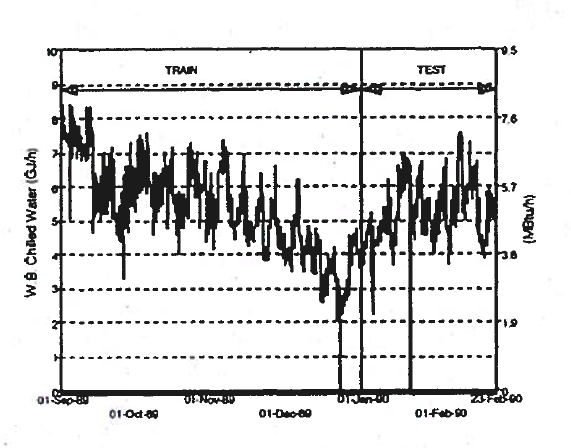 10 9.5
TRAIN TEST
9
8 7.6
7
6 5.7
5
4 3.8
3
2 1.9
1
0 0
W.B. Chilled Water (GJ/h)
(MBtu/h)
01-Sep-89 01-Nov-89 01-Jan-90 23-Feb-90
01-Oct-89 01-Dec-89 01-Feb-90